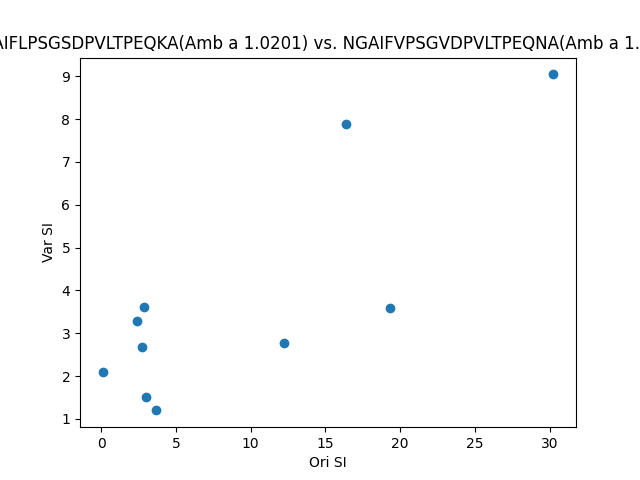 AIFLPSGSDPVLTPEQKA(Amb a 1.0201) vs. NGAIFVPSGVDPVLTPEQNA(Amb a 1.
9
8
7
6
5
4
3
2
1
Var SI
0 5 10 15 20 25 30
Ori SI